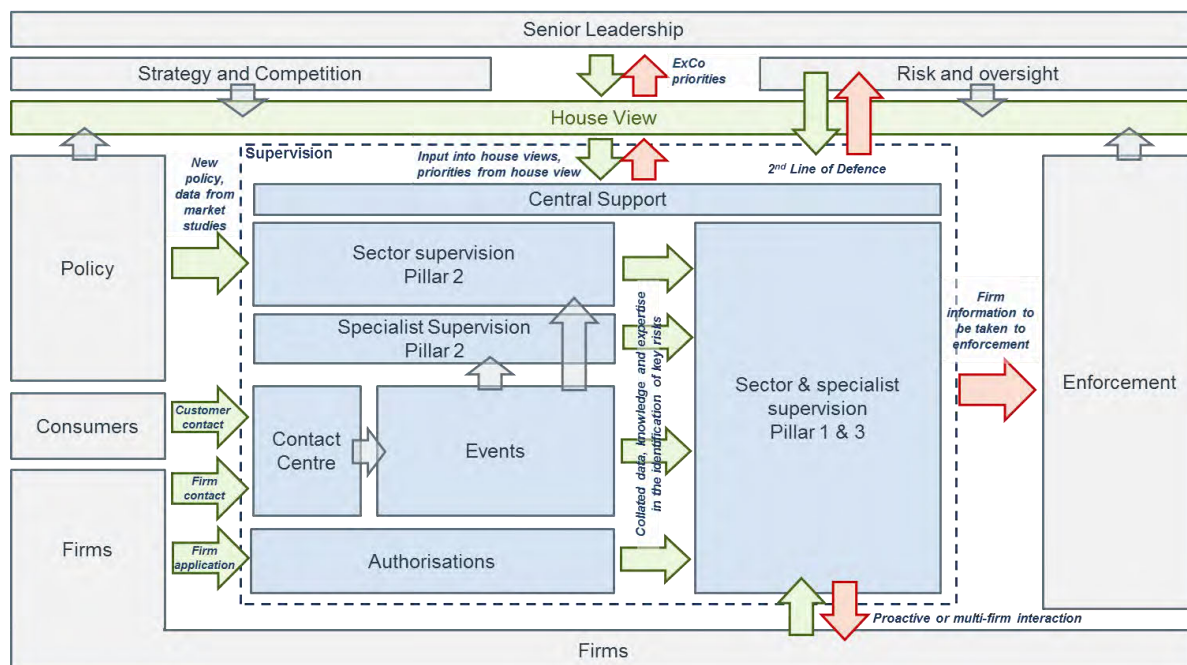 Senior Leadership
Strategy and Competition
ExCo
priorities
Risk and oversight
House View
Supervision
Input into house views,
priorities from house view
2nd Line of Defence
New
policy,
data from
market
studies
Central Support
Policy
Sector supervision
Pillar 2
Specialist Supervision
Pillar 2
Collated data, knowledge and expertise
in the identification of key risks
Sector & specialist
supervision
Pillar 1 & 3
Firm
information to
be taken to
enforcement
Enforcement
Consumers
Customer
contact
Contact
Centre
Events
Firm
contact
Firms
Firm
application
Authorisations
Proactive or multi-firm interaction
Firms